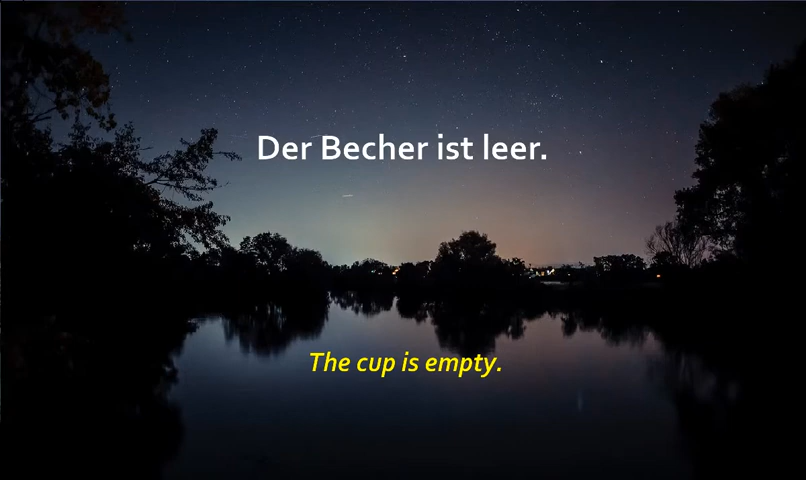 Der Becher ist leer.
The cup is empty.